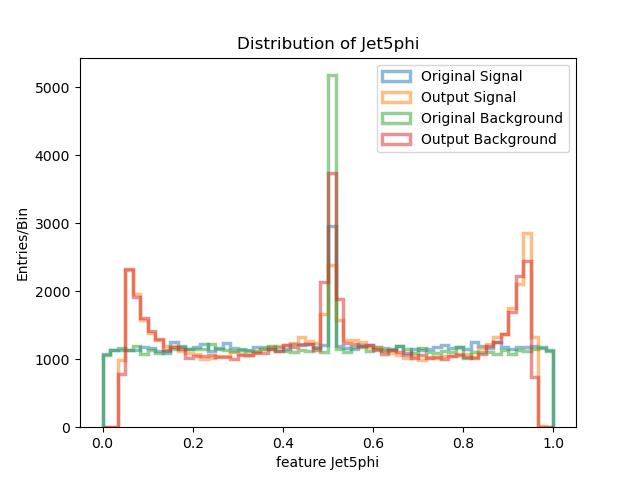 Distribution of Jet5phi
Original Signal
Output Signal
Original Background
Output Background
Entries/Bin
5000
4000
3000
2000
1000
0
0.0 0.2 0.4 0.6 0.8 1.0
feature Jet5phi